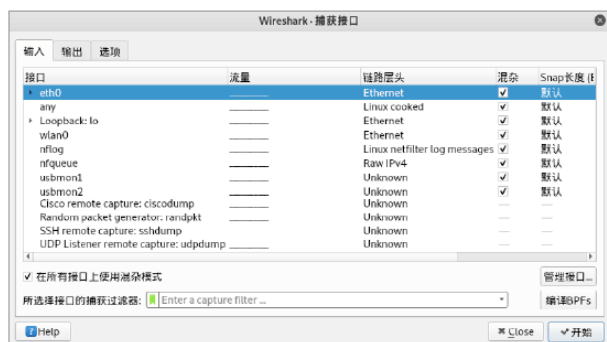 Wireshark · 捕获接口
输入 输出 选项
接口 流量 链路层头 混杂 Snap长度 (E
eth0 Ethernet 默认
any Linux cooked 默认
Loopback: lo Ethernet 默认
wlan0 Ethernet 默认
nflog Linux netfilter log messages 默认
nfqueue Raw IPv4 默认
usbmon1 Unknown 默认
usbmon2 Unknown 默认
Cisco remote capture: ciscodump Unknown — —
Random packet generator: randpkt Unknown — —
SSH remote capture: sshdump Unknown — —
UDP Listener remote capture: udpdump Unknown — —
在所有接口上使用混杂模式 管理接口...
所选择接口的捕获过滤器: Enter a capture filter ... 编译BPFs
Help Close 开始